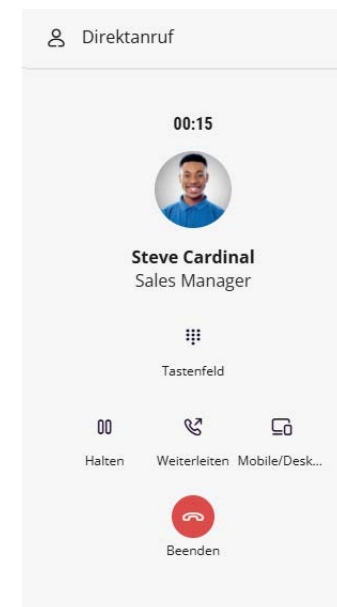 Direktanruf
00:15
Steve Cardinal
Sales Manager
Tastenfeld
Halten Weiterleiten Mobile/Desk...
Beenden